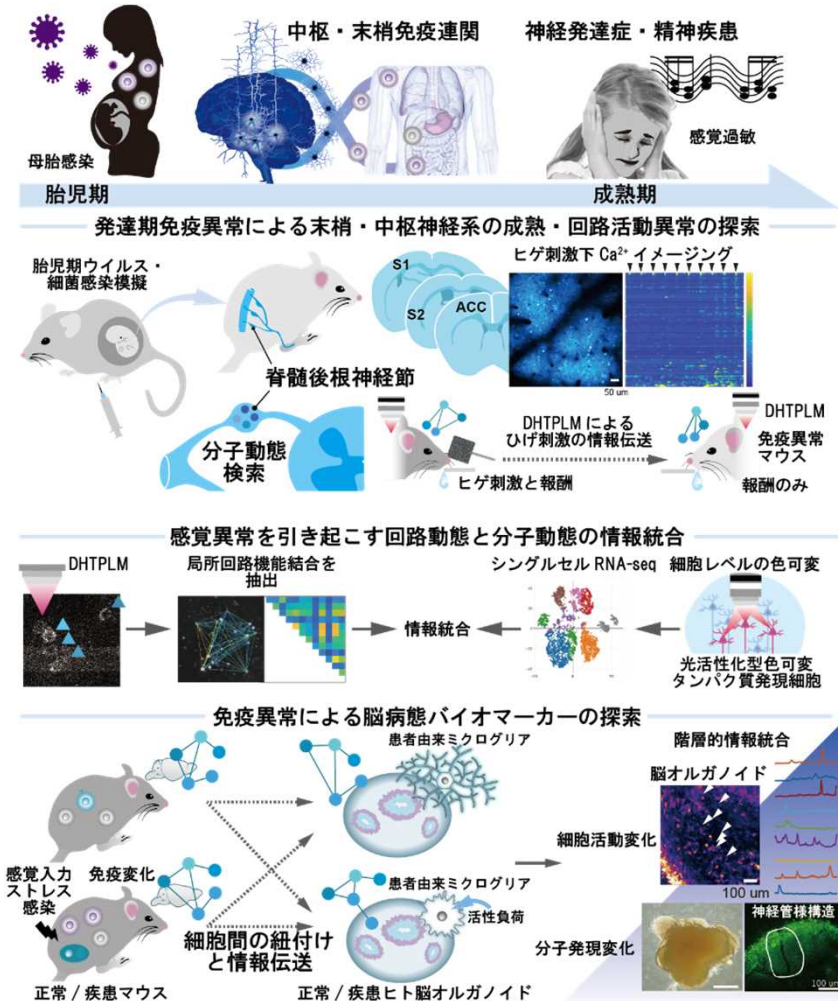 中枢・末梢免疫連関
神経発達症・精神疾患
感覚過敏
母胎感染
胎児期
成熟期
発達期免疫異常による末梢・中枢神経系の成熟・回路活動異常の探索
胎児期ウイルス・
細菌感染模擬
S1
S2
ACC
ヒゲ刺激下 Ca²⁺ イメージング
50 um
脊髄後根神経節
分子動態
検索
DHTPLM による
ひげ刺激の情報伝送
ヒゲ刺激と報酬
DHTPLM
免疫異常
マウス
報酬のみ
感覚異常を引き起こす回路動態と分子動態の情報統合
DHTPLM
局所回路機能結合を
抽出
情報統合
シングルセル RNA-seq
細胞レベルの色可変
光活性化型色可変
タンパク質発現細胞
免疫異常による脳病態バイオマーカーの探索
患者由来ミクログリア
階層的情報統合
脳オルガノイド
細胞活動変化
100 um
感覚入力
ストレス
感染
免疫変化
細胞間の紐付け
と情報伝送
患者由来ミクログリア
活性負荷
分子発現変化
神経管様構造
100 um
正常 / 疾患マウス
正常 / 疾患ヒト脳オルガノイド